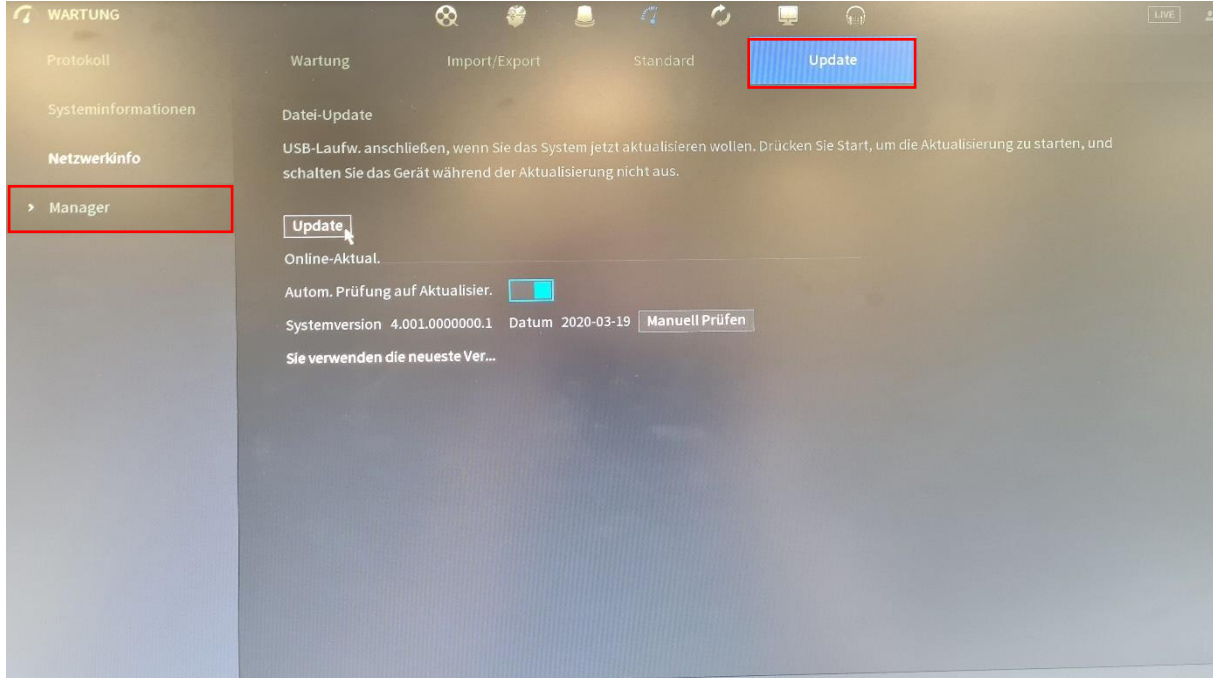 WARTUNG
LIVE
Protokoll
Systeminformationen
Netzwerkinfo
Manager
Wartung Import/Export Standard Update
Datei-Update
USB-Laufw. anschließen, wenn Sie das System jetzt aktualisieren wollen. Drücken Sie Start, um die Aktualisierung zu starten, und
schalten Sie das Gerät während der Aktualisierung nicht aus.
Update
Online-Aktual.
Autom. Prüfung auf Aktualisier.
Systemversion 4.001.0000000.1 Datum 2020-03-19 Manuell Prüfen
Sie verwenden die neueste Ver...